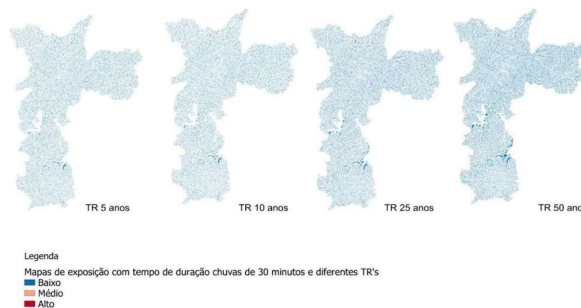 TR 5 anos
TR 10 anos
TR 25 anos
TR 50 ano
Legenda
Mapas de exposição com tempo de duração chuvas de 30 minutos e diferentes TR's
Baixo
Médio
Alto